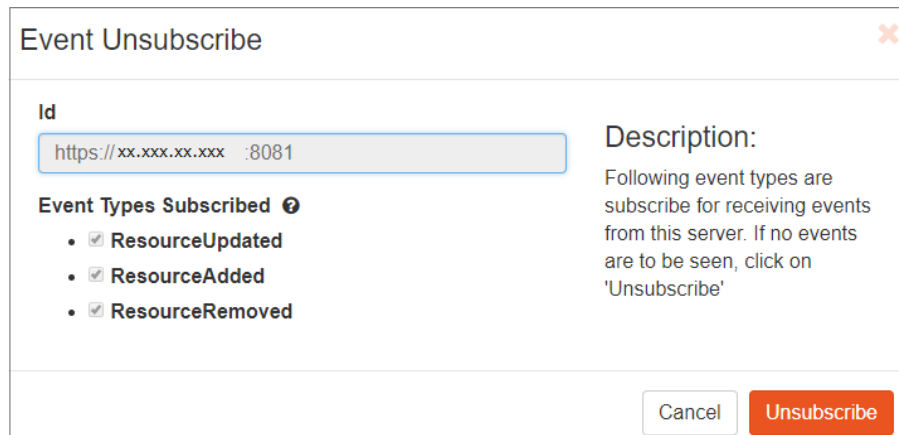 Event Unsubscribe
Id
https:// xx.xxx.xx.xxx :8081
Event Types Subscribed
ResourceUpdated
ResourceAdded
ResourceRemoved
Description:
Following event types are
subscribe for receiving events
from this server. If no events
are to be seen, click on
'Unsubscribe'
Cancel
Unsubscribe